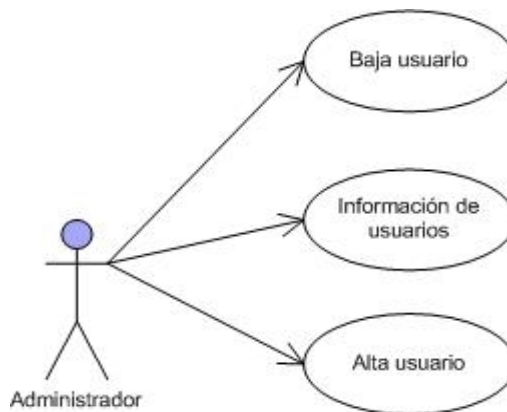 Baja usuario
Información de
usuarios
Alta usuario
Administrador